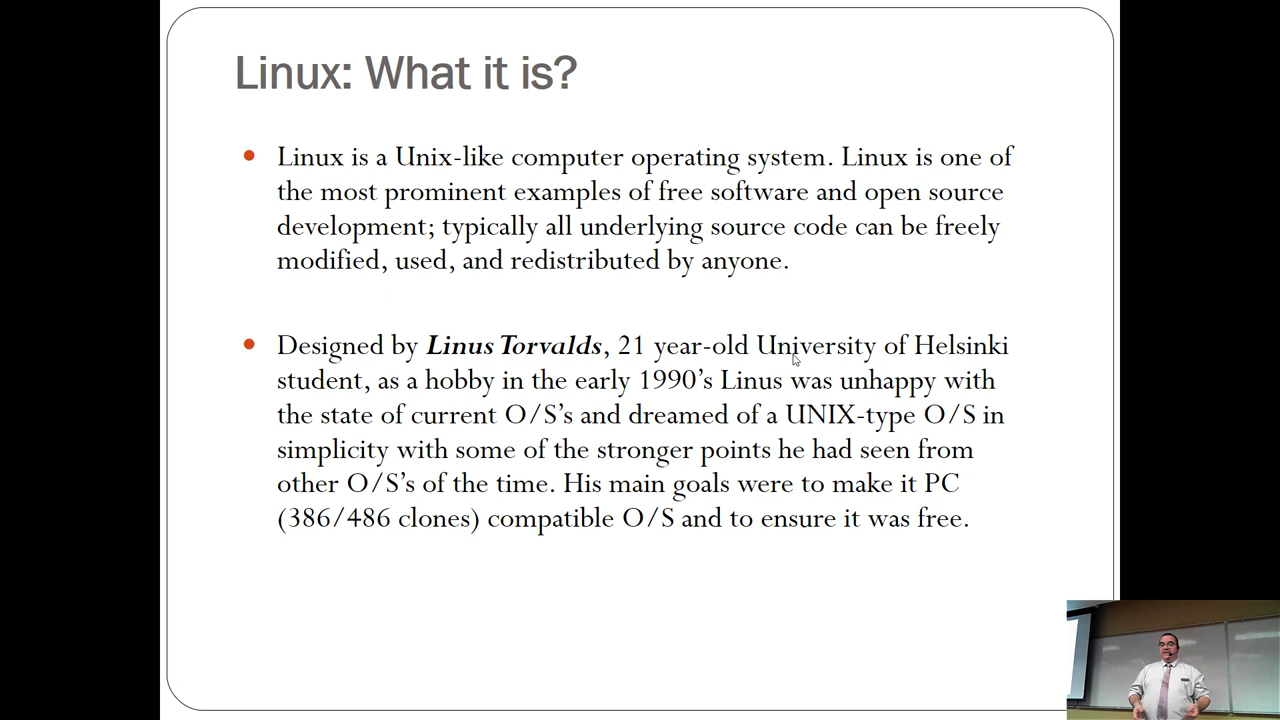 Linux: What it is?
Linux is a Unix-like computer operating system. Linux is one of
the most prominent examples of free software and open source
development; typically all underlying source code can be freely
modified, used, and redistributed by anyone.
Designed by Linus Torvalds, 21 year-old University of Helsinki
student, as a hobby in the early 1990’s Linus was unhappy with
the state of current O/S’s and dreamed of a UNIX-type O/S in
simplicity with some of the stronger points he had seen from
other O/S’s of the time. His main goals were to make it PC
(386/486 clones) compatible O/S and to ensure it was free.